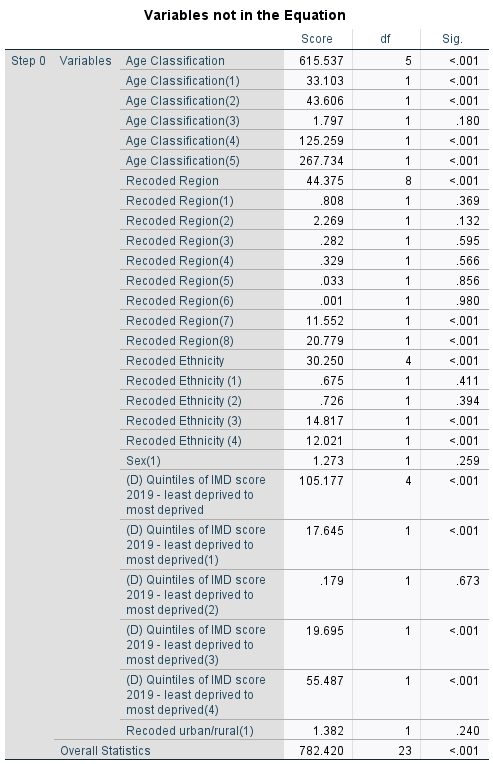 Variables not in the Equation
Score df Sig.
Step 0 Variables Age Classification 615.537 5 <.001
Age Classification(1) 33.103 1 <.001
Age Classification(2) 43.606 1 <.001
Age Classification(3) 1.797 1 .180
Age Classification(4) 125.259 1 <.001
Age Classification(5) 267.734 1 <.001
Recoded Region 44.375 8 <.001
Recoded Region(1) .808 1 .369
Recoded Region(2) 2.269 1 .132
Recoded Region(3) .282 1 .595
Recoded Region(4) .329 1 .566
Recoded Region(5) .033 1 .856
Recoded Region(6) .001 1 .980
Recoded Region(7) 11.552 1 <.001
Recoded Region(8) 20.779 1 <.001
Recoded Ethnicity 30.250 4 <.001
Recoded Ethnicity (1) .675 1 .411
Recoded Ethnicity (2) .726 1 .394
Recoded Ethnicity (3) 14.817 1 <.001
Recoded Ethnicity (4) 12.021 1 <.001
Sex(1) 1.273 1 .259
(D) Quintiles of IMD score 105.177 4 <.001
2019 - least deprived to
most deprived
(D) Quintiles of IMD score 17.645 1 <.001
2019 - least deprived to
most deprived(1)
(D) Quintiles of IMD score .179 1 .673
2019 - least deprived to
most deprived(2)
(D) Quintiles of IMD score 19.695 1 <.001
2019 - least deprived to
most deprived(3)
(D) Quintiles of IMD score 55.487 1 <.001
2019 - least deprived to
most deprived(4)
Recoded urban/rural(1) 1.382 1 .240
Overall Statistics 782.420 23 <.001